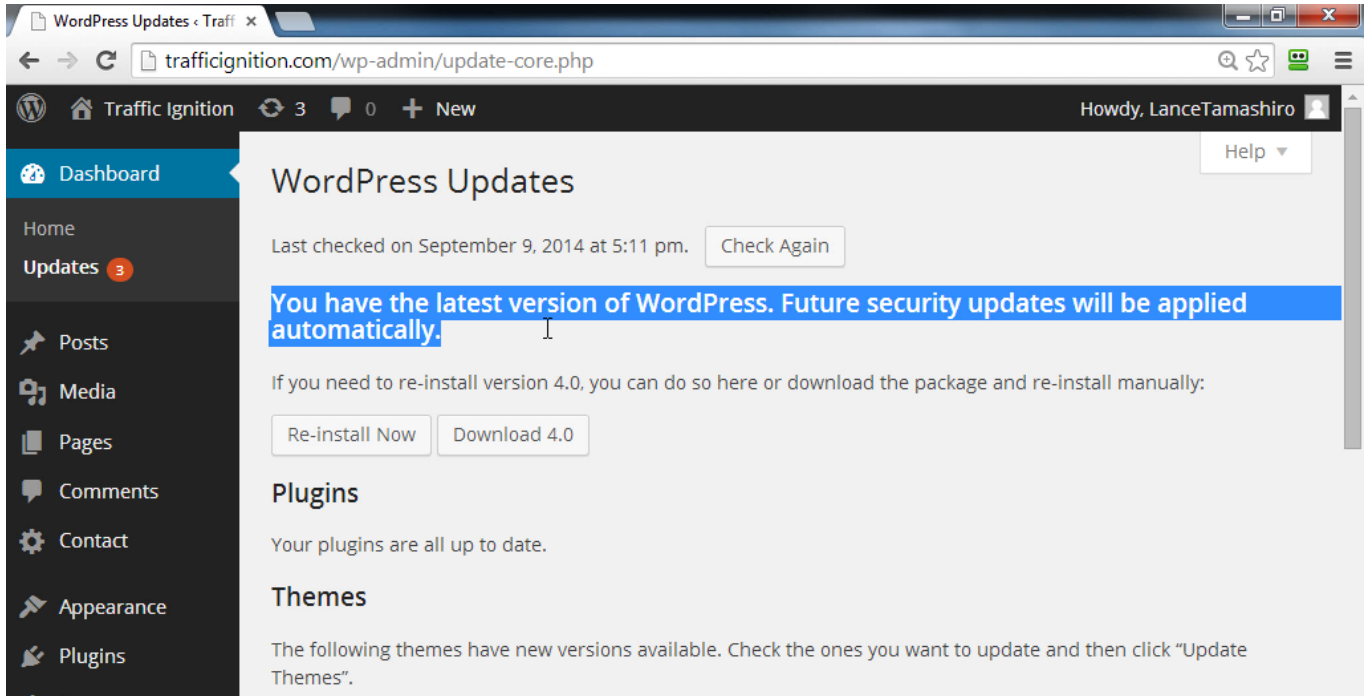 WordPress Updates ‹ Traff
trafficignition.com/wp-admin/update-core.php
Traffic Ignition 3 0 + New Howdy, LanceTamashiro
Help
Dashboard
Home
Updates 3
Posts
Media
Pages
Comments
Contact
Appearance
Plugins
WordPress Updates
Last checked on September 9, 2014 at 5:11 pm. Check Again
You have the latest version of WordPress. Future security updates will be applied
automatically.
If you need to re-install version 4.0, you can do so here or download the package and re-install manually:
Re-install Now Download 4.0
Plugins
Your plugins are all up to date.
Themes
The following themes have new versions available. Check the ones you want to update and then click “Update
Themes”.